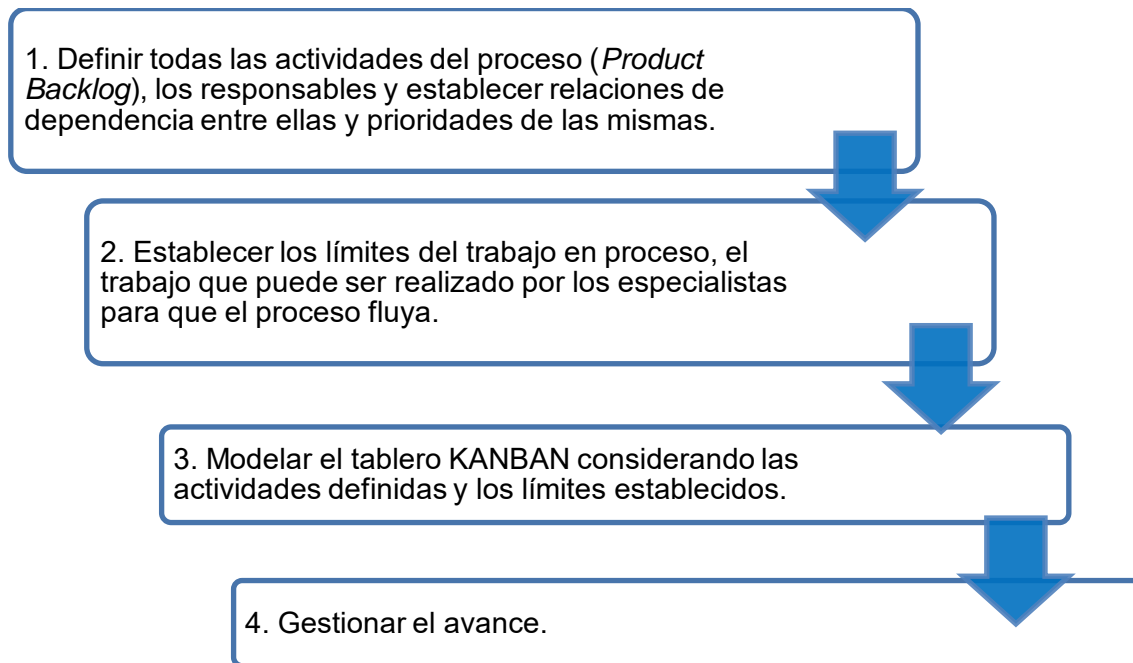 1. Definir todas las actividades del proceso (Product
Backlog), los responsables y establecer relaciones de
dependencia entre ellas y prioridades de las mismas.
2. Establecer los límites del trabajo en proceso, el
trabajo que puede ser realizado por los especialistas
para que el proceso fluya.
3. Modelar el tablero KANBAN considerando las
actividades definidas y los límites establecidos.
4. Gestionar el avance.